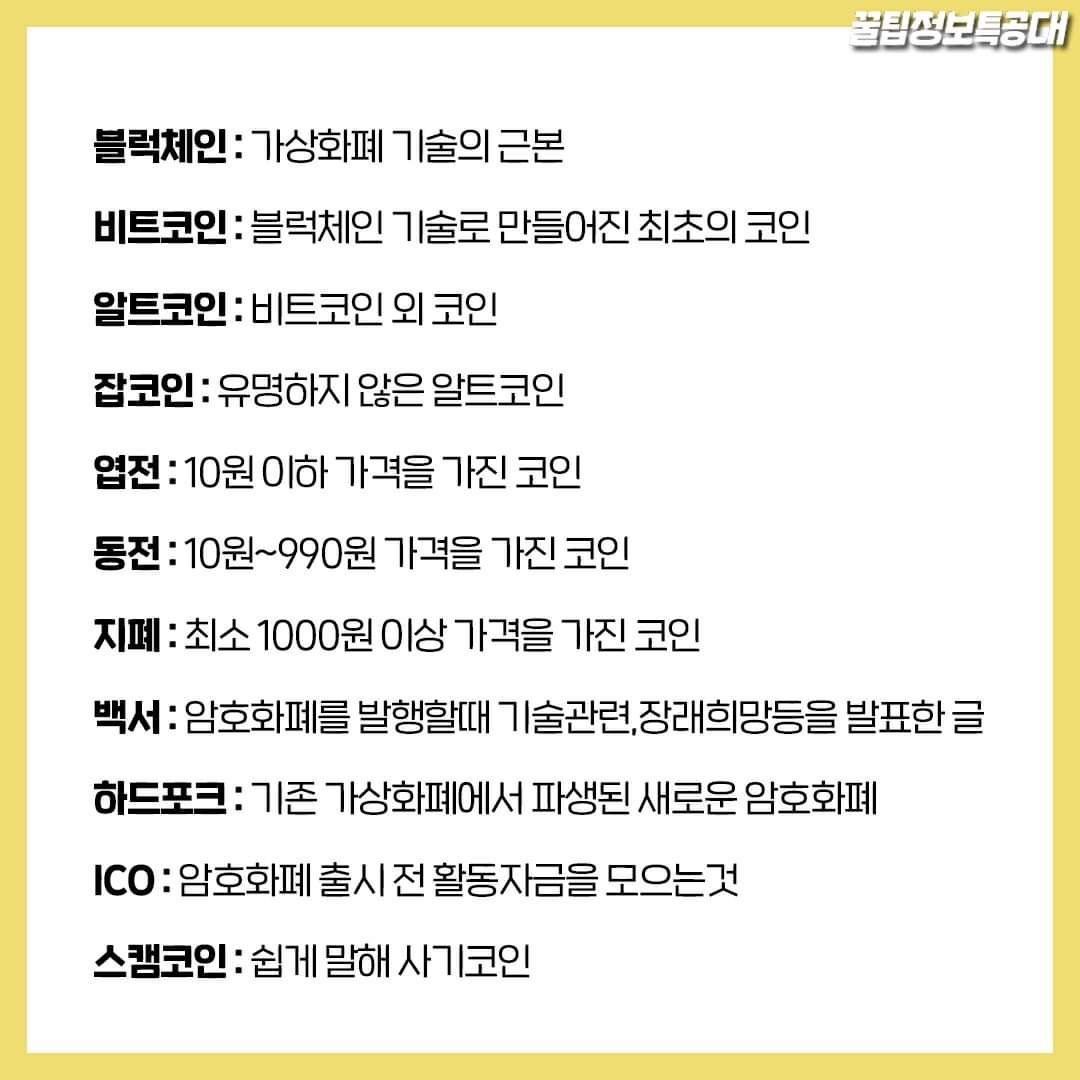 꿀팁정보특공대
블럭체인 : 가상화폐 기술의 근본
비트코인 : 블럭체인 기술로 만들어진 최초의 코인
알트코인 : 비트코인 외 코인
잡코인 : 유명하지 않은 알트코인
엽전 : 10원 이하 가격을 가진 코인
동전 : 10원~990원 가격을 가진 코인
지폐 : 최소 1000원 이상 가격을 가진 코인
백서 : 암호화폐를 발행할때 기술관련,장래희망등을 발표한 글
하드포크 : 기존 가상화폐에서 파생된 새로운 암호화폐
ICO : 암호화폐 출시 전 활동자금을 모으는것
스캠코인 : 쉽게 말해 사기코인